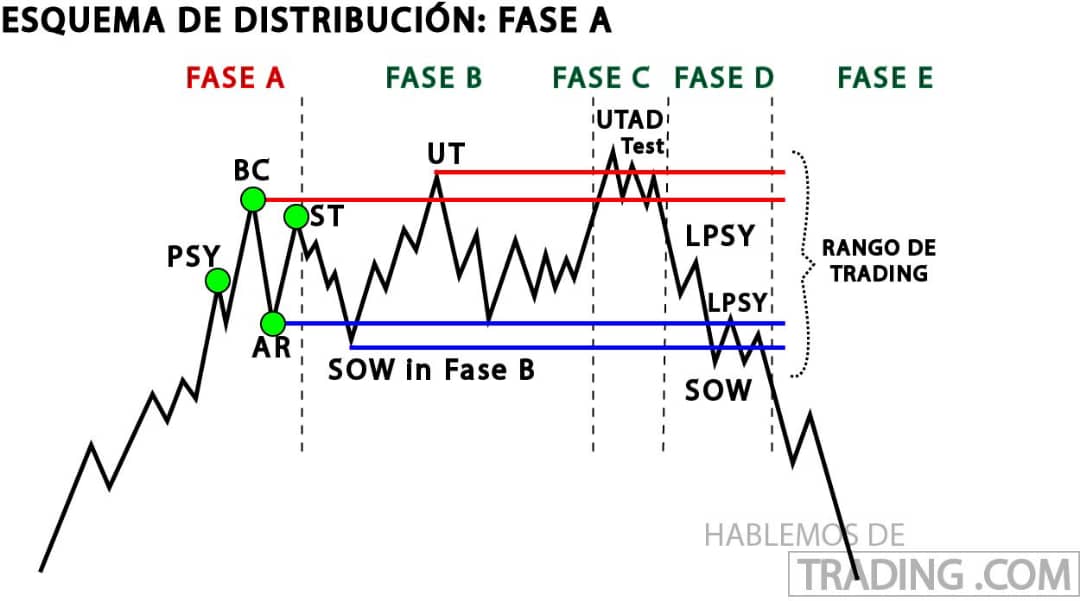 ESQUEMA DE DISTRIBUCIÓN: FASE A
FASE A
FASE B
FASE C
FASE D
FASE E
UTAD
Test
UT
BC
ST
PSY
LPSY
RANGO DE
TRADING
LPSY
AR
SOW in Fase B
SOW
HABLEMOS DE
TRADING .COM